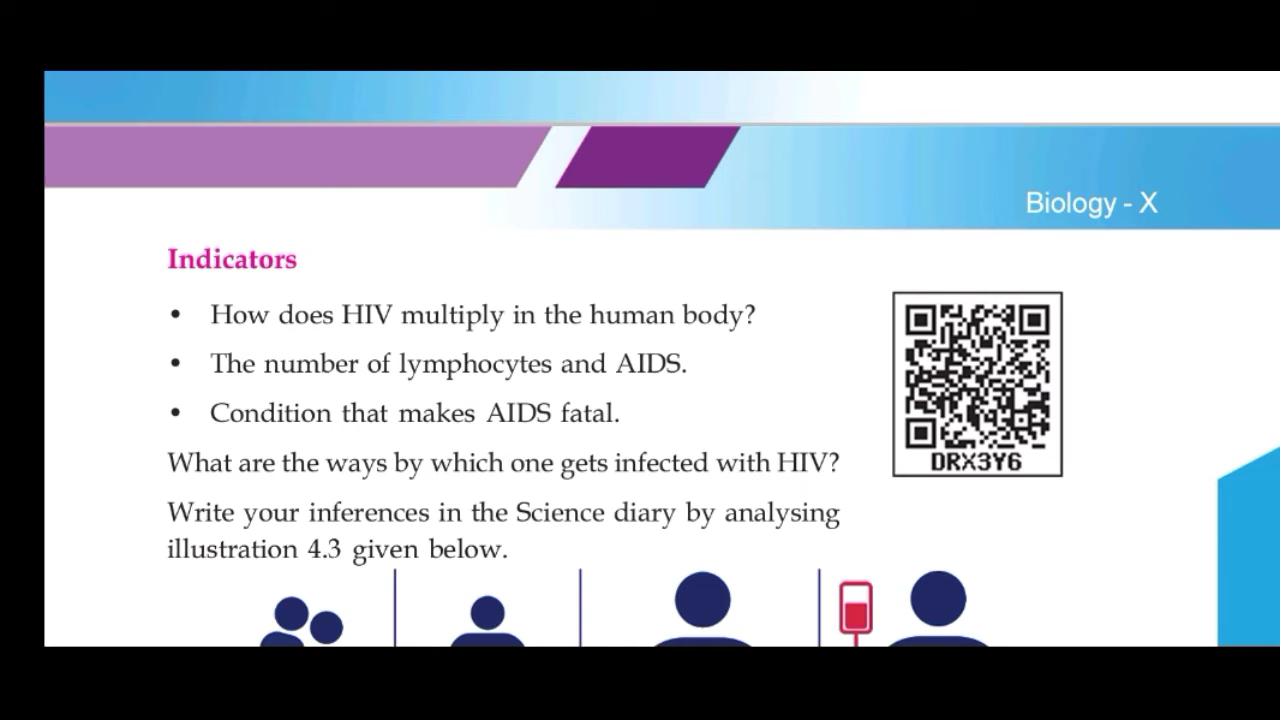 Biology - X
Indicators
• How does HIV multiply in the human body?
• The number of lymphocytes and AIDS.
• Condition that makes AIDS fatal.
What are the ways by which one gets infected with HIV?
DRX3Y6
Write your inferences in the Science diary by analysing
illustration 4.3 given below.